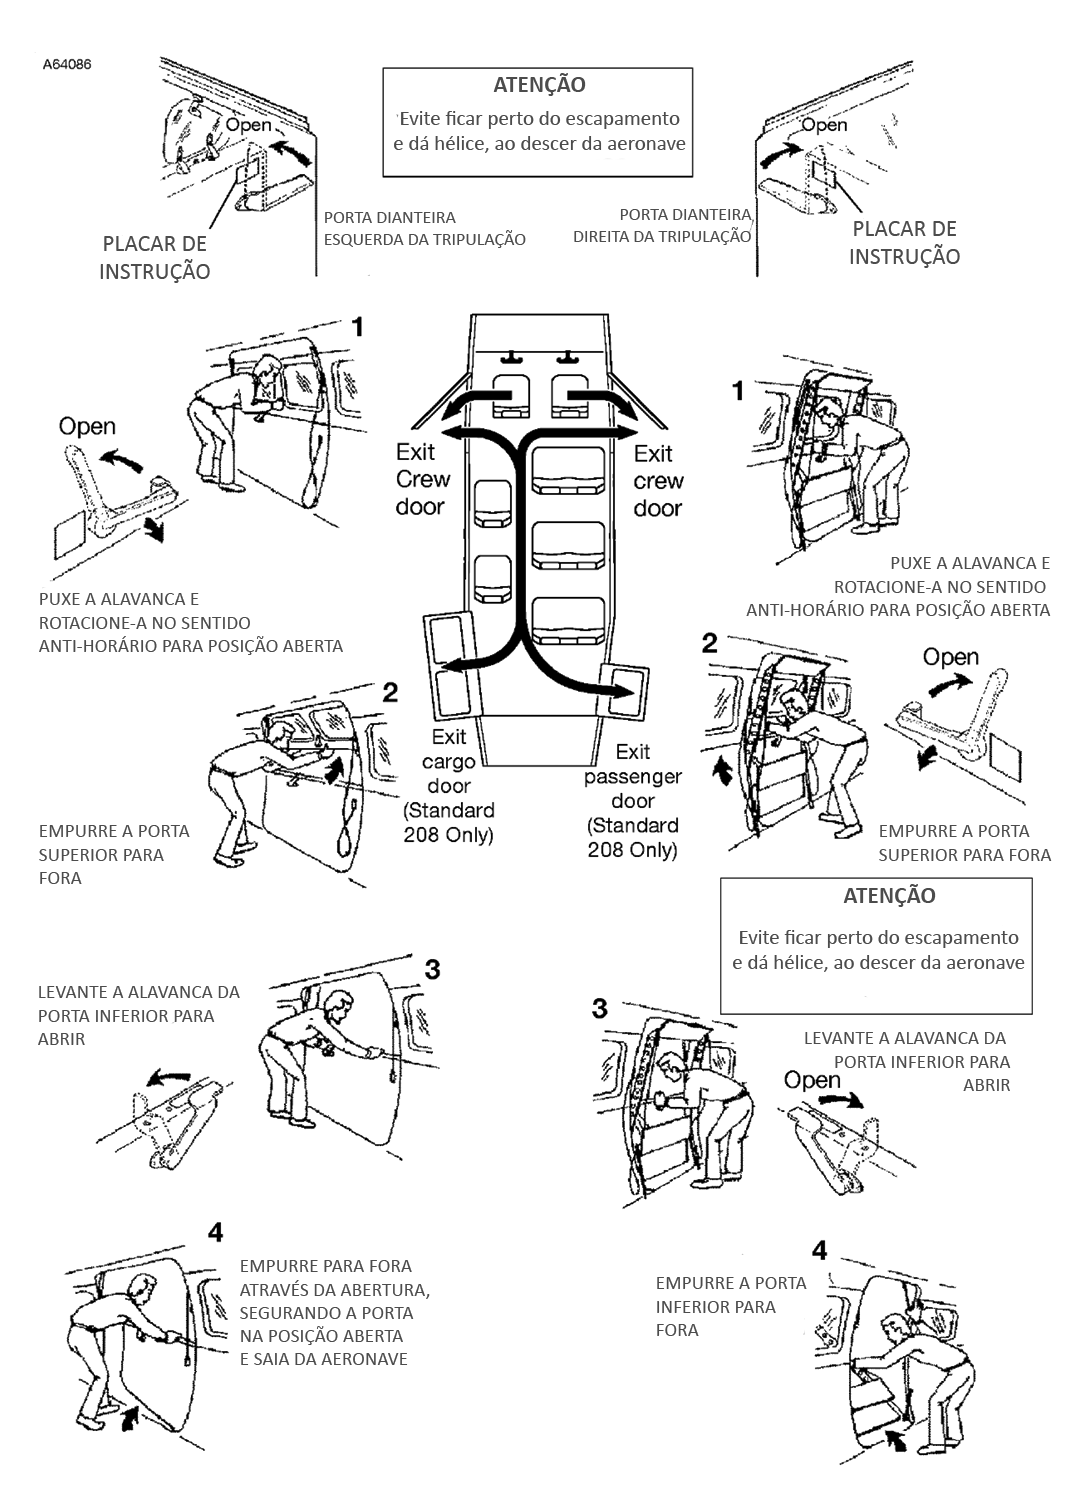 A64086
ATENÇÃO
Evite ficar perto do escapamento
e dá hélice, ao descer da aeronave
Open
Open
PORTA DIANTEIRA
ESQUERDA DA TRIPULAÇÃO
PORTA DIANTEIRA
DIREITA DA TRIPULAÇÃO
PLACAR DE
INSTRUÇÃO
PLACAR DE
INSTRUÇÃO
1
Open
PUXE A ALAVANCA E
ROTACIONE-A NO SENTIDO
ANTI-HORÁRIO PARA POSIÇÃO ABERTA
Exit
Crew
door
Exit
crew
door
1
PUXE A ALAVANCA E
ROTACIONE-A NO SENTIDO
ANTI-HORÁRIO PARA POSIÇÃO ABERTA
2
EMPURRE A PORTA
SUPERIOR PARA
FORA
Exit
cargo
door
(Standard
208 Only)
Exit
passenger
door
(Standard
208 Only)
2
Open
EMPURRE A PORTA
SUPERIOR PARA FORA
ATENÇÃO
Evite ficar perto do escapamento
e dá hélice, ao descer da aeronave
3
LEVANTE A ALAVANCA DA
PORTA INFERIOR PARA
ABRIR
3
LEVANTE A ALAVANCA DA
PORTA INFERIOR PARA
ABRIR
Open
4
EMPURRE PARA FORA
ATRAVÉS DA ABERTURA,
SEGURANDO A PORTA
NA POSIÇÃO ABERTA
E SAIA DA AERONAVE
4
EMPURRE A PORTA
INFERIOR PARA
FORA